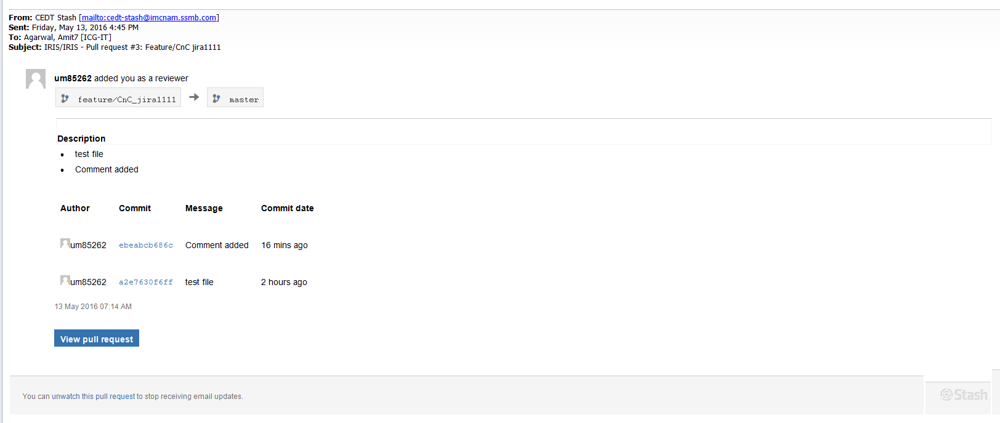 From: CEDT Stash [mailto:cedt-stash@imcnam.ssmb.com]
Sent: Friday, May 13, 2016 4:45 PM
To: Agarwal, Amit7 [ICG-IT]
Subject: IRIS/IRIS - Pull request #3: Feature/CnC jira1111
um85262 added you as a reviewer
feature/CnC_jira1111 → master
Description
• test file
• Comment added
Author Commit Message Commit date
um85262 ebeabcb686c Comment added 16 mins ago
um85262 a2e7630f6ff test file 2 hours ago
13 May 2016 07:14 AM
View pull request
You can unwatch this pull request to stop receiving email updates.
Stash